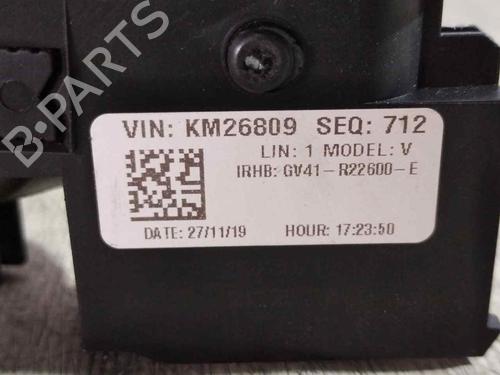 B-PARTS
VIN: KM26809 SEQ: 712
LIN: 1 MODEL: V
IRHB: GV41-R22600-E
DATE: 27/11/19 HOUR: 17:23:50